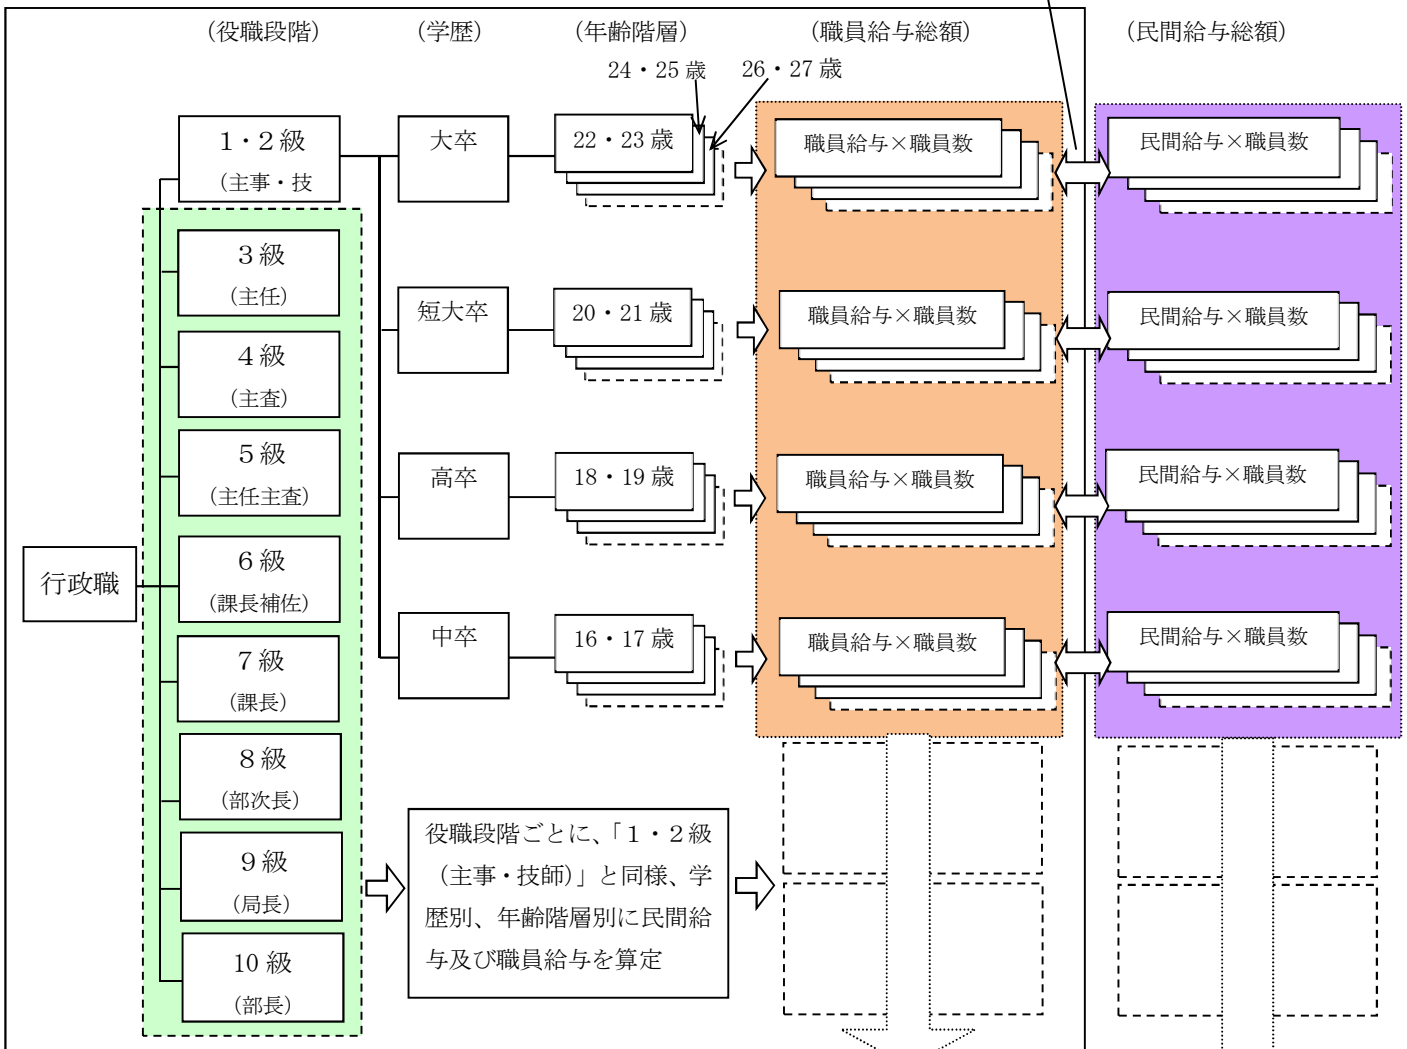 (役職段階)
(学歴)
(年齢階層)
(職員給与総額)
(民間給与総額)
24・25 歳
26・27 歳
1・2 級
(主事・技
大卒
22・23 歳
職員給与×職員数
民間給与×職員数
3 級
(主任)
短大卒
20・21 歳
職員給与×職員数
民間給与×職員数
4 級
(主査)
5 級
(主任主査)
高卒
18・19 歳
職員給与×職員数
民間給与×職員数
行政職
6 級
(課長補佐)
中卒
16・17 歳
職員給与×職員数
民間給与×職員数
7 級
(課長)
8 級
(部次長)
9 級
(局長)
10 級
(部長)
役職段階ごとに、「1・2級
(主事・技師)」と同様、学
歴別、年齢階層別に民間給
与及び職員給与を算定